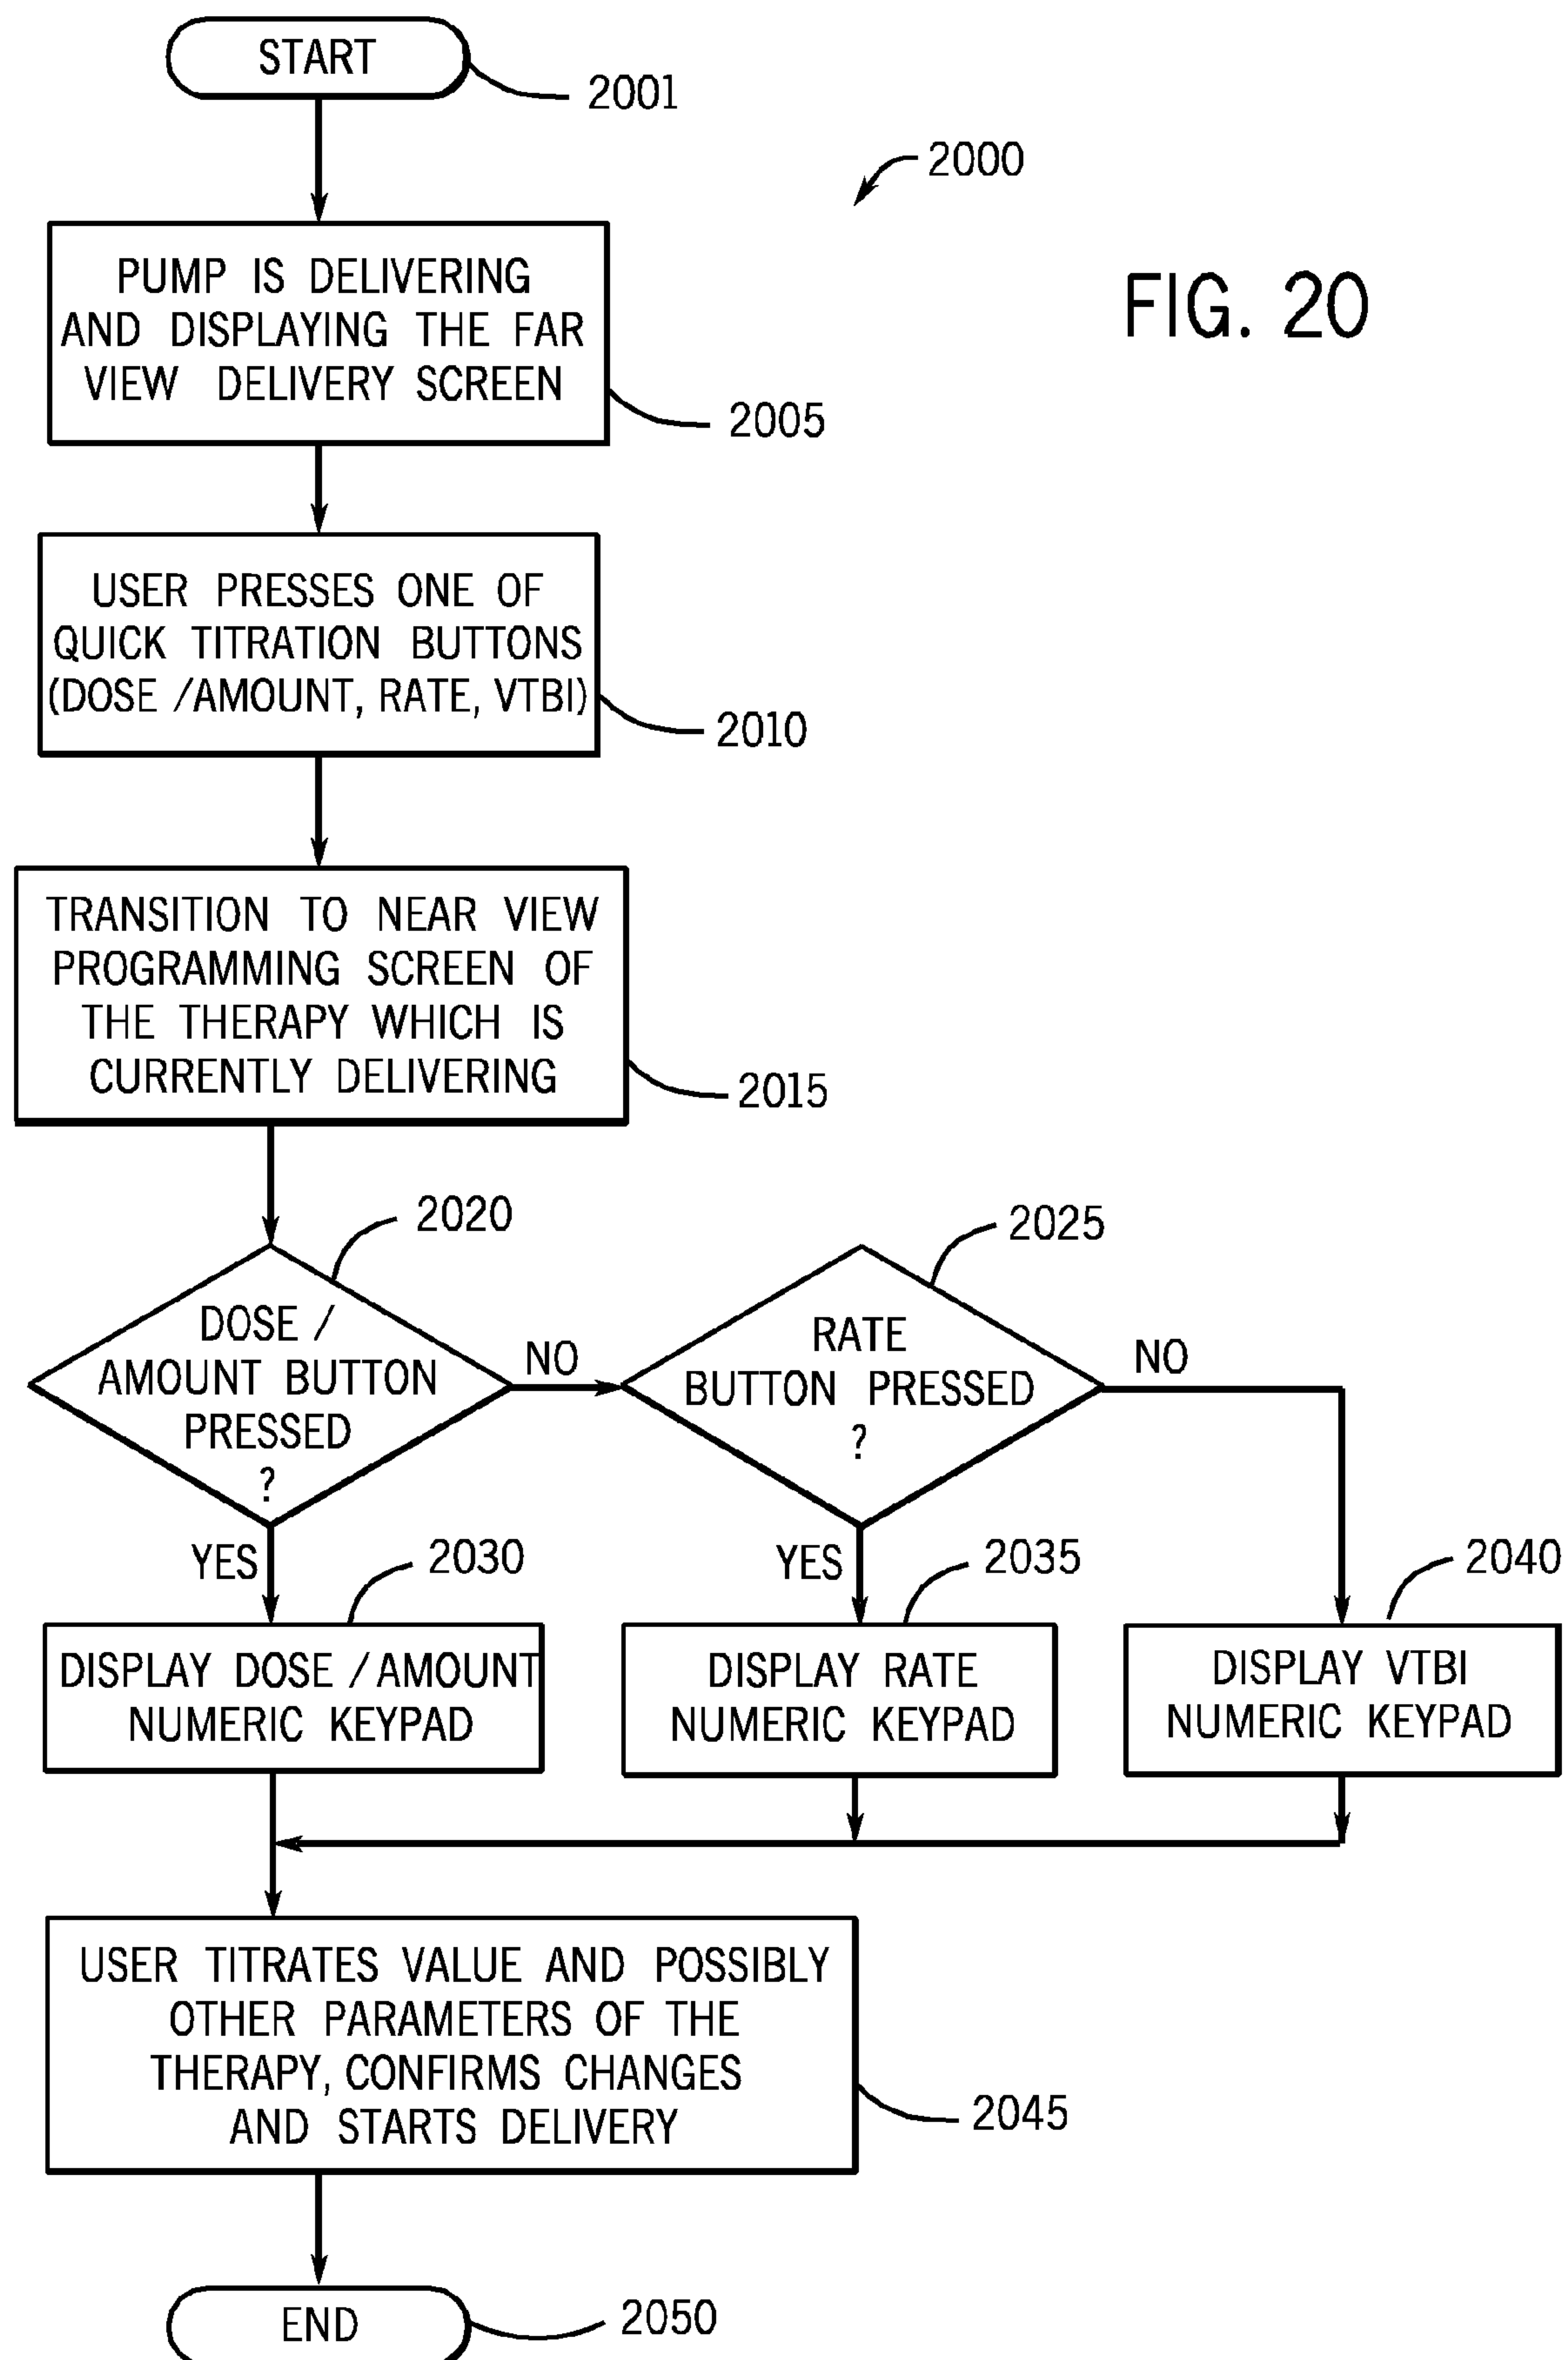 START
2001
2000
FIG. 20
PUMP IS DELIVERING
AND DISPLAYING THE FAR
VIEW DELIVERY SCREEN
2005
USER PRESSES ONE OF
QUICK TITRATION BUTTONS
(DOSE /AMOUNT, RATE, VTBI)
2010
TRANSITION TO NEAR VIEW
PROGRAMMING SCREEN OF
THE THERAPY WHICH IS
CURRENTLY DELIVERING
2015
2020
DOSE /
AMOUNT BUTTON
PRESSED
?
NO
2025
RATE
BUTTON PRESSED
?
NO
YES
2030
YES
2035
2040
DISPLAY DOSE /AMOUNT
NUMERIC KEYPAD
DISPLAY RATE
NUMERIC KEYPAD
DISPLAY VTBI
NUMERIC KEYPAD
USER TITRATES VALUE AND POSSIBLY
OTHER PARAMETERS OF THE
THERAPY, CONFIRMS CHANGES
AND STARTS DELIVERY
2045
END
2050